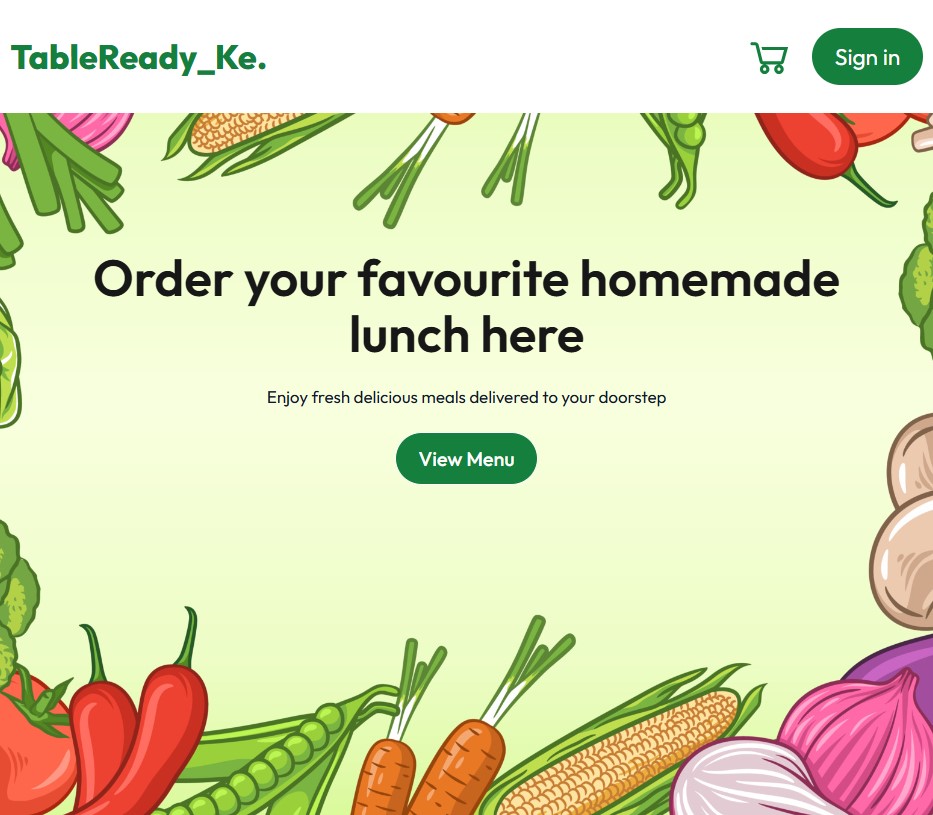 TableReady_Ke.
Sign in
Order your favourite homemade
lunch here
Enjoy fresh delicious meals delivered to your doorstep
View Menu